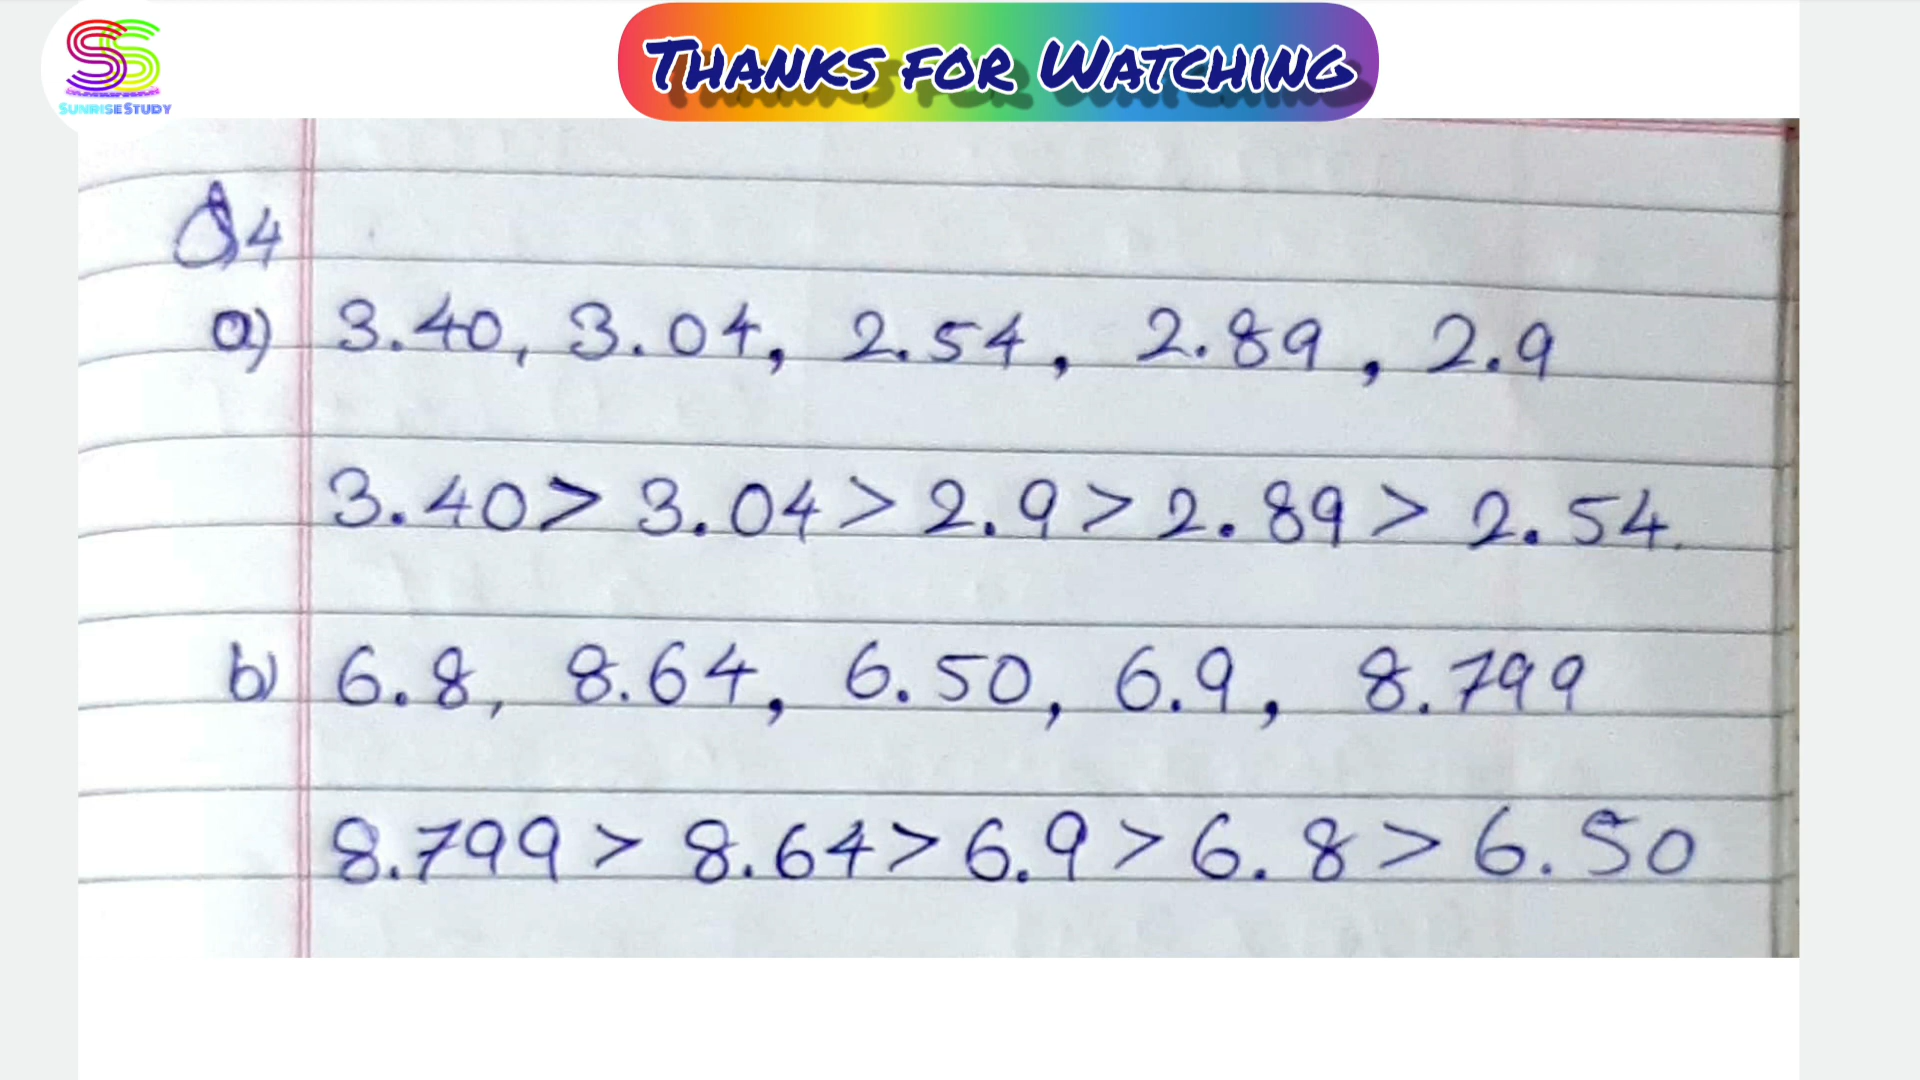 SS
SUNRISESTUDY
THANKS FOR WATCHING
Q4
a) 3.40, 3.04, 2.54, 2.89, 2.9
3.40 > 3.04 > 2.9 > 2.89 > 2.54.
b) 6.8, 8.64, 6.50, 6.9, 8.799
8.799 > 8.64 > 6.9 > 6.8 > 6.50